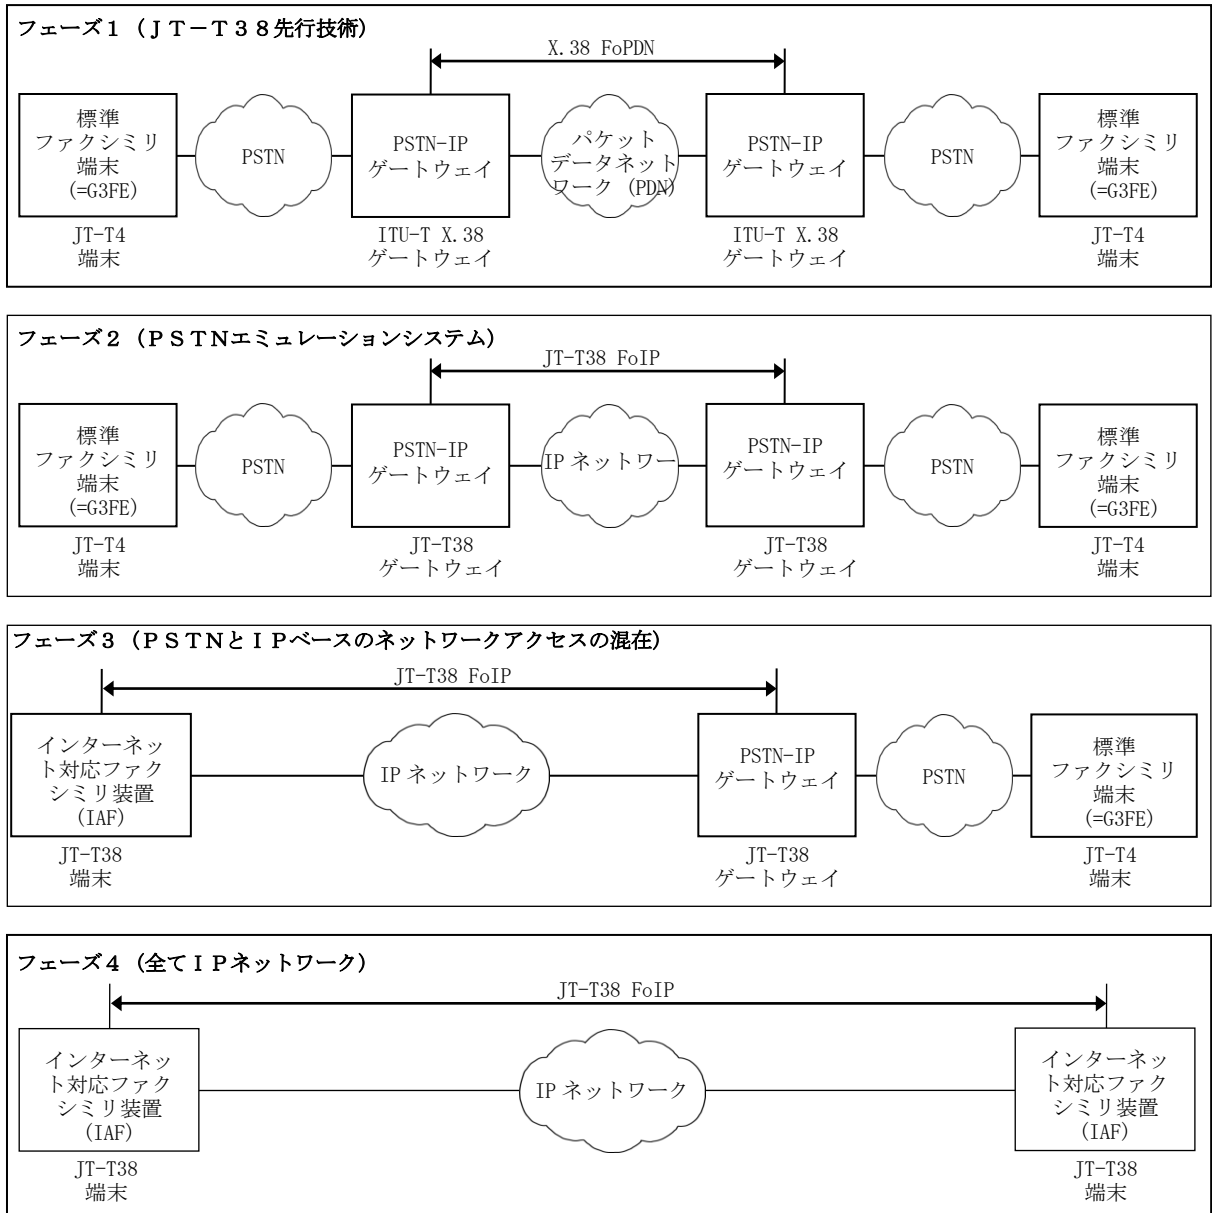 フェーズ1（ＪＴ－Ｔ３８先行技術）
X.38 FoPDN
標準
ファクシミリ
端末
(=G3FE)
PSTN
PSTN-IP
ゲートウェイ
パケット
データネット
ワーク (PDN)
PSTN-IP
ゲートウェイ
PSTN
標準
ファクシミリ
端末
(=G3FE)
JT-T4
端末
ITU-T X.38
ゲートウェイ
ITU-T X.38
ゲートウェイ
JT-T4
端末
フェーズ2（ＰＳＴＮエミュレーションシステム）
JT-T38 FoIP
標準
ファクシミリ
端末
(=G3FE)
PSTN
PSTN-IP
ゲートウェイ
IP ネットワー
PSTN-IP
ゲートウェイ
PSTN
標準
ファクシミリ
端末
(=G3FE)
JT-T4
端末
JT-T38
ゲートウェイ
JT-T38
ゲートウェイ
JT-T4
端末
フェーズ3（ＰＳＴＮとＩＰベースのネットワークアクセスの混在）
JT-T38 FoIP
インターネッ
ト対応ファク
シミリ装置
(IAF)
IP ネットワーク
PSTN-IP
ゲートウェイ
PSTN
標準
ファクシミリ
端末
(=G3FE)
JT-T38
端末
JT-T38
ゲートウェイ
JT-T4
端末
フェーズ4（全てＩＰネットワーク）
JT-T38 FoIP
インターネッ
ト対応ファク
シミリ装置
(IAF)
IP ネットワーク
インターネッ
ト対応ファク
シミリ装置
(IAF)
JT-T38
端末
JT-T38
端末